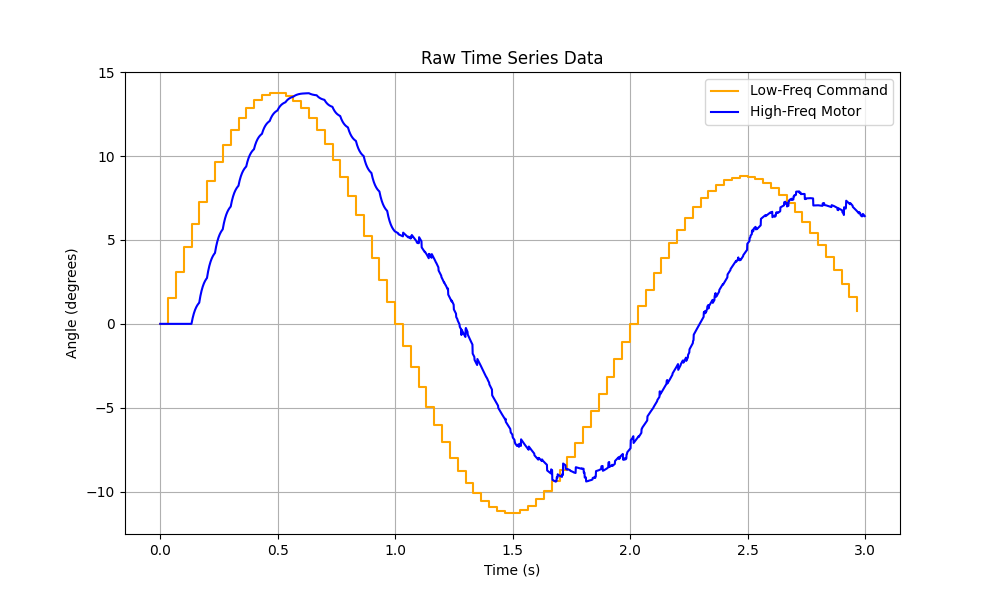 Raw Time Series Data
Low-Freq Command
High-Freq Motor
15
10
5
0
−5
−10
Angle (degrees)
0.0
0.5
1.0
1.5
2.0
2.5
3.0
Time (s)